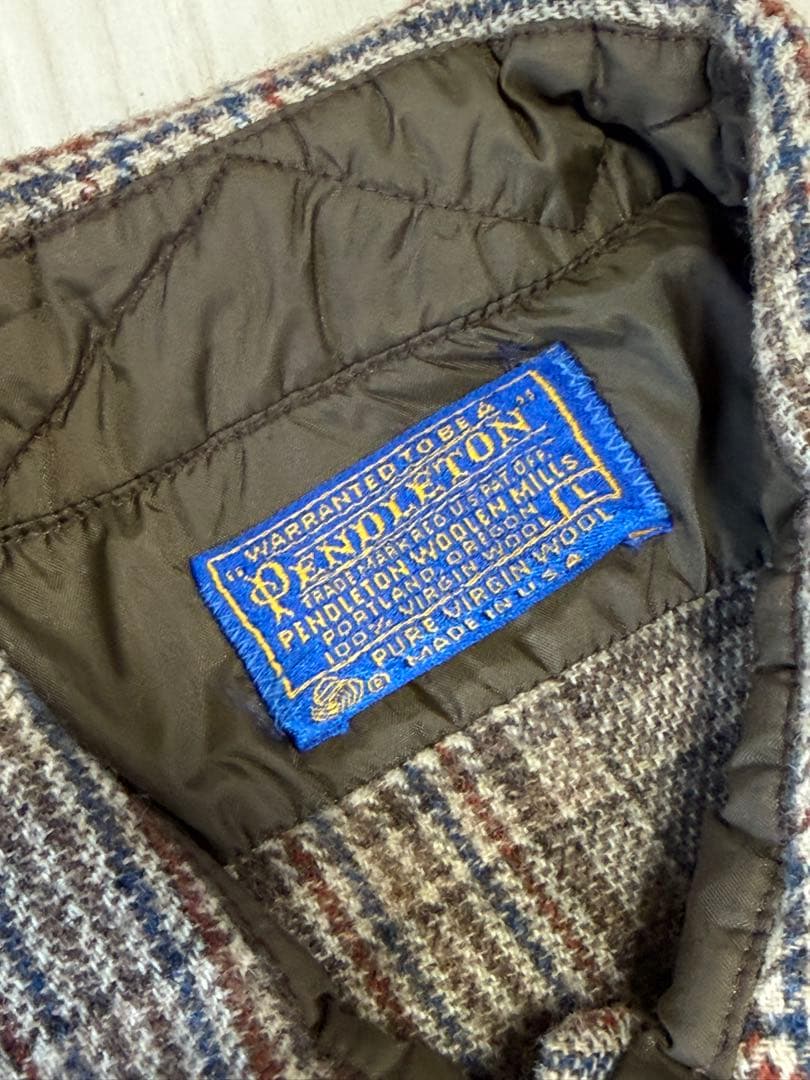 "WARRANTED TO BE A
PENDLETON"
TRADE MARK REG U.S. PAT. OFF.
PENDLETON WOOLEN MILLS
PORTLAND, OREGON
L
100% VIRGIN WOOL
PURE VIRGIN WOOL
® MADE IN U.S.A